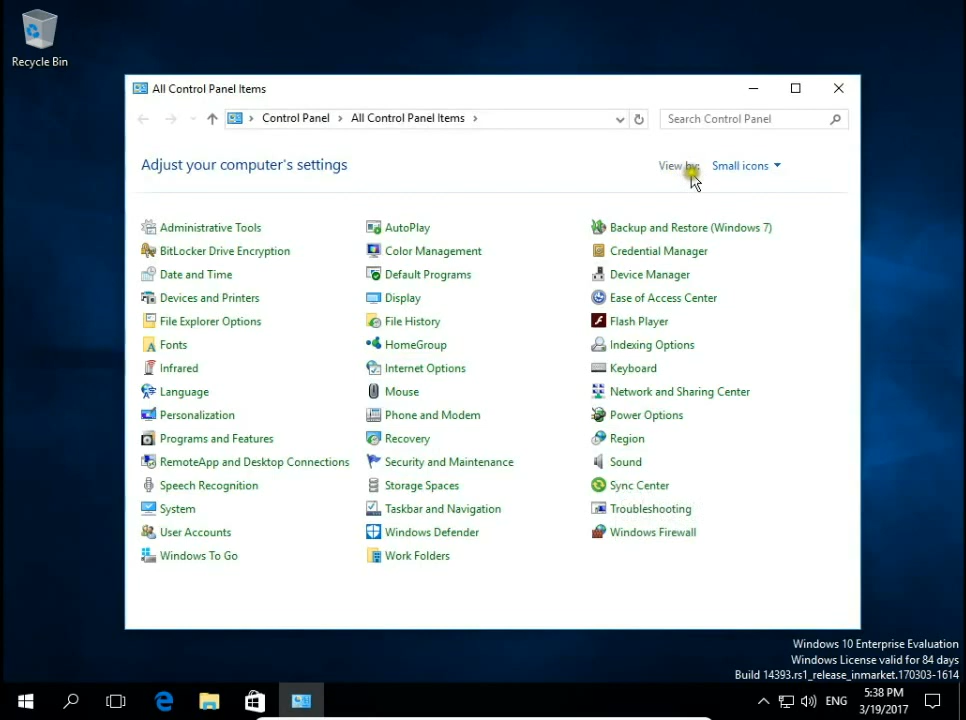 Recycle Bin
All Control Panel Items
Control Panel
All Control Panel Items
Search Control Panel
Adjust your computer's settings
View by:
Small icons
Administrative Tools
AutoPlay
Backup and Restore (Windows 7)
BitLocker Drive Encryption
Color Management
Credential Manager
Date and Time
Default Programs
Device Manager
Devices and Printers
Display
Ease of Access Center
File Explorer Options
File History
Flash Player
Fonts
HomeGroup
Indexing Options
Infrared
Internet Options
Keyboard
Language
Mouse
Network and Sharing Center
Personalization
Phone and Modem
Power Options
Programs and Features
Recovery
Region
RemoteApp and Desktop Connections
Security and Maintenance
Sound
Speech Recognition
Storage Spaces
Sync Center
System
Taskbar and Navigation
Troubleshooting
User Accounts
Windows Defender
Windows Firewall
Windows To Go
Work Folders
Windows 10 Enterprise Evaluation
Windows License valid for 84 days
Build 14393.rs1_release_inmarket.170303-1614
ENG
5:38 PM
3/19/2017